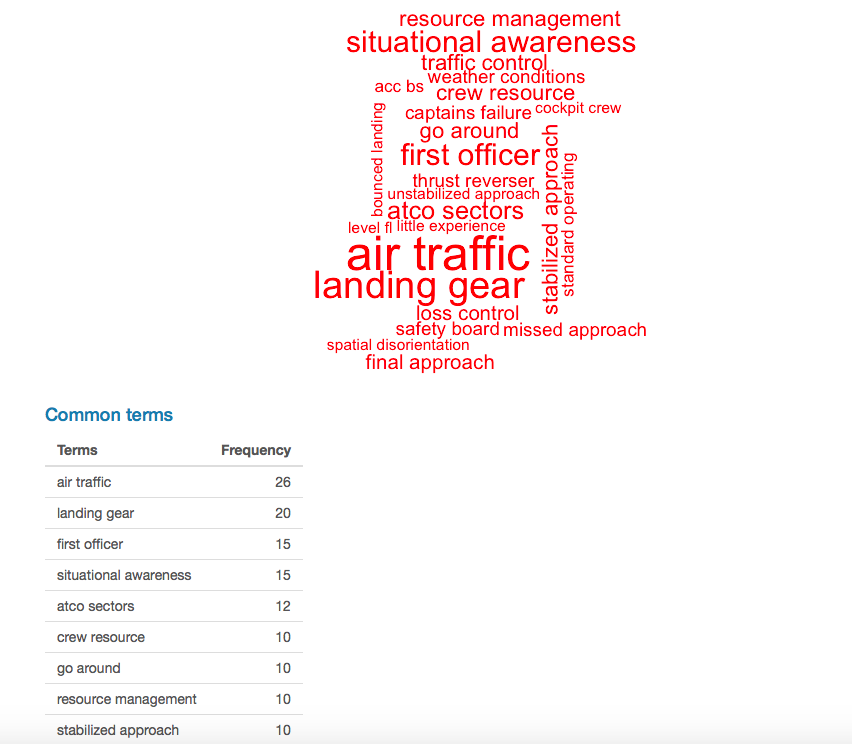 resource management
situational awareness
traffic control
weather conditions
acc bs
crew resource
cockpit crew
captains failure
bounced landing
go around
first officer
stabilized approach
standard operating
thrust reverser
unstabilized approach
atco sectors
level fl
little experience
air traffic
landing gear
loss control
safety board
missed approach
spatial disorientation
final approach
Common terms
Terms Frequency
air traffic 26
landing gear 20
first officer 15
situational awareness 15
atco sectors 12
crew resource 10
go around 10
resource management 10
stabilized approach 10